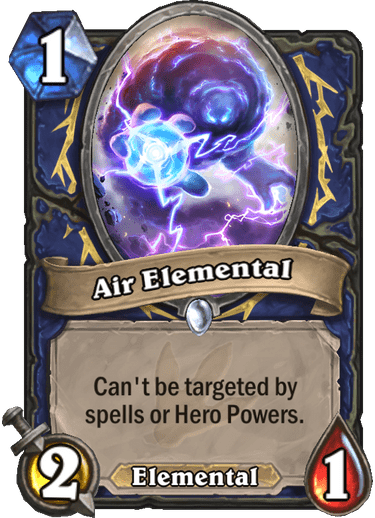 1
Air Elemental
Can't be targeted by
spells or Hero Powers.
2
Elemental
1